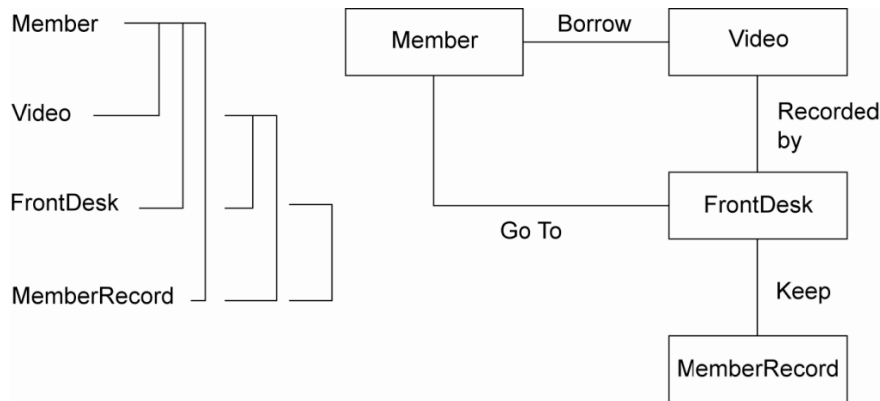 Member
Video
FrontDesk
MemberRecord
Member
Borrow
Video
Recorded
by
Go To
FrontDesk
Keep
MemberRecord